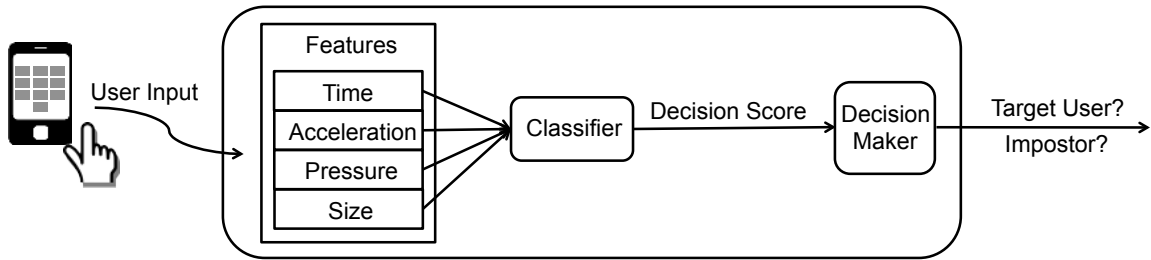 User Input
Features
Time
Acceleration
Pressure
Size
Classifier
Decision Score
Decision
Maker
Target User?
Impostor?